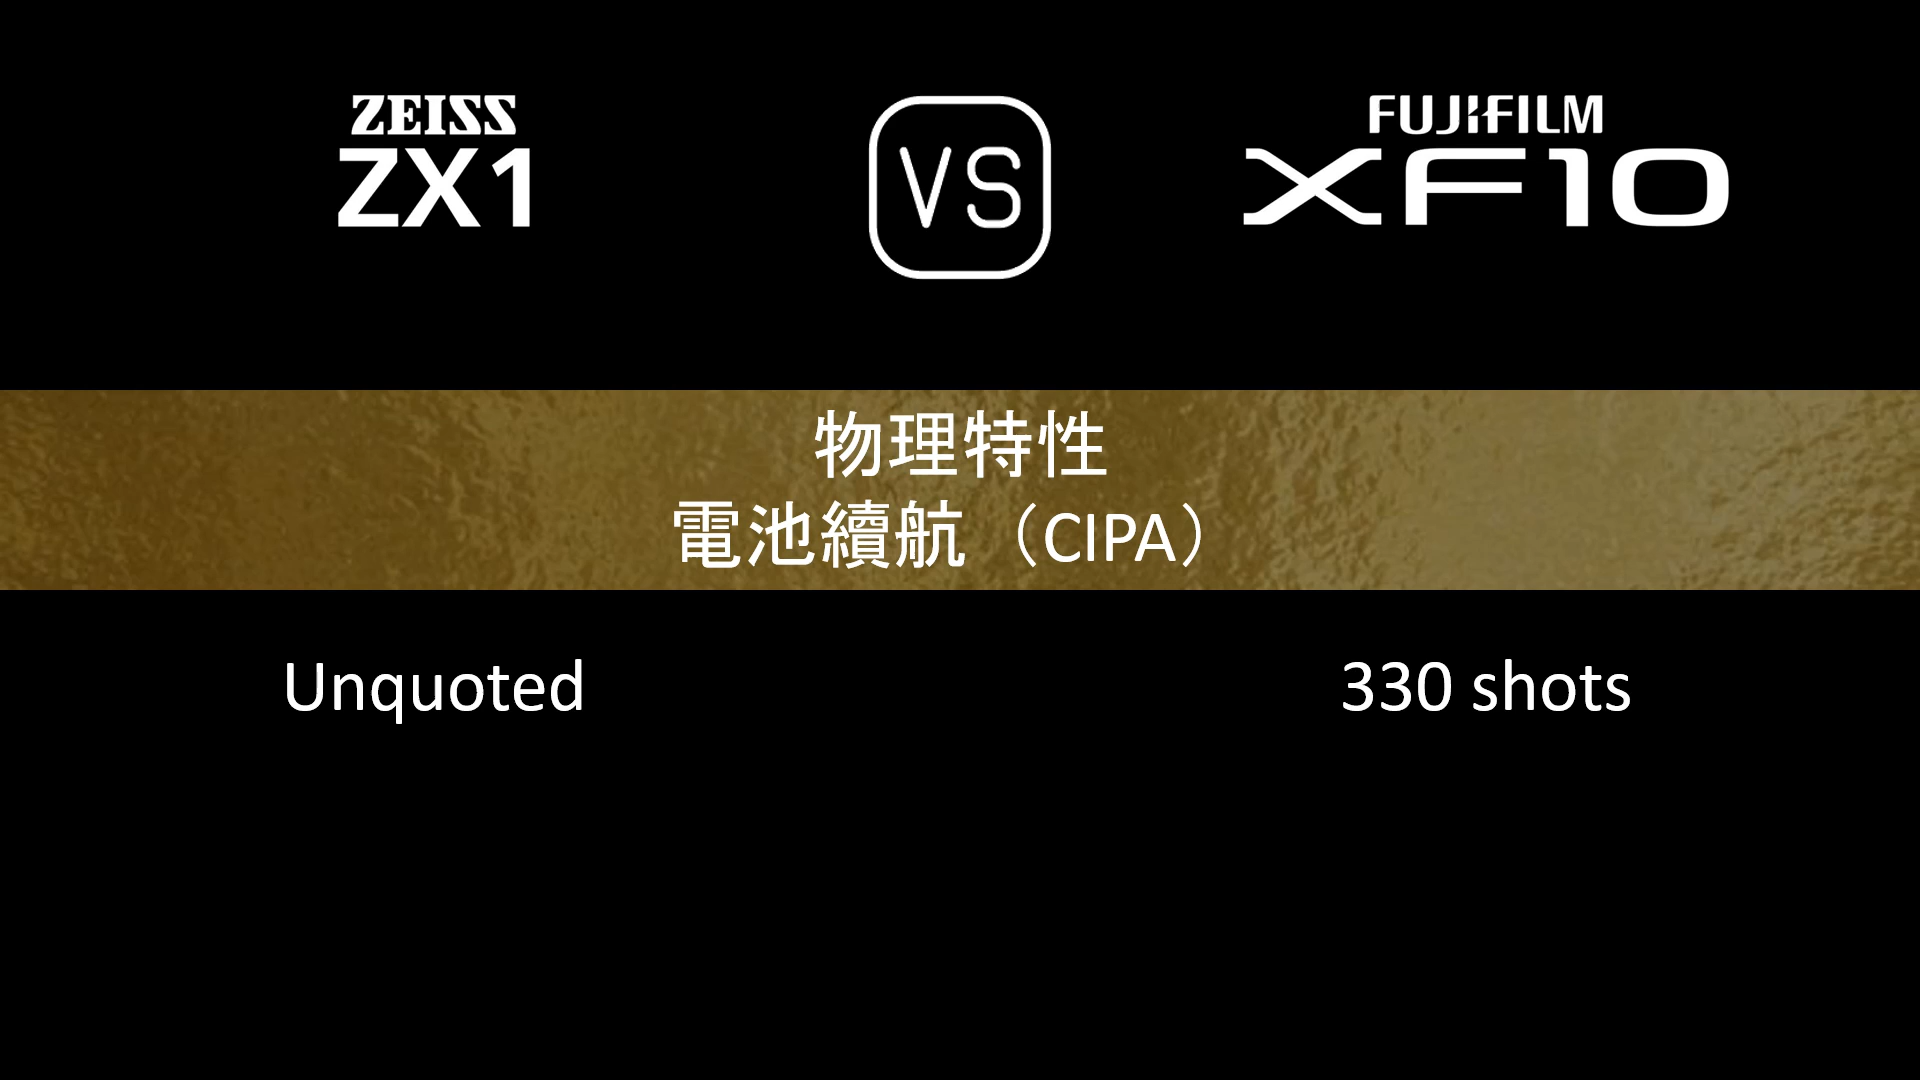 ZEISS
ZX1
VS
FUJIFILM
XF10
物理特性
電池續航（CIPA）
Unquoted
330 shots